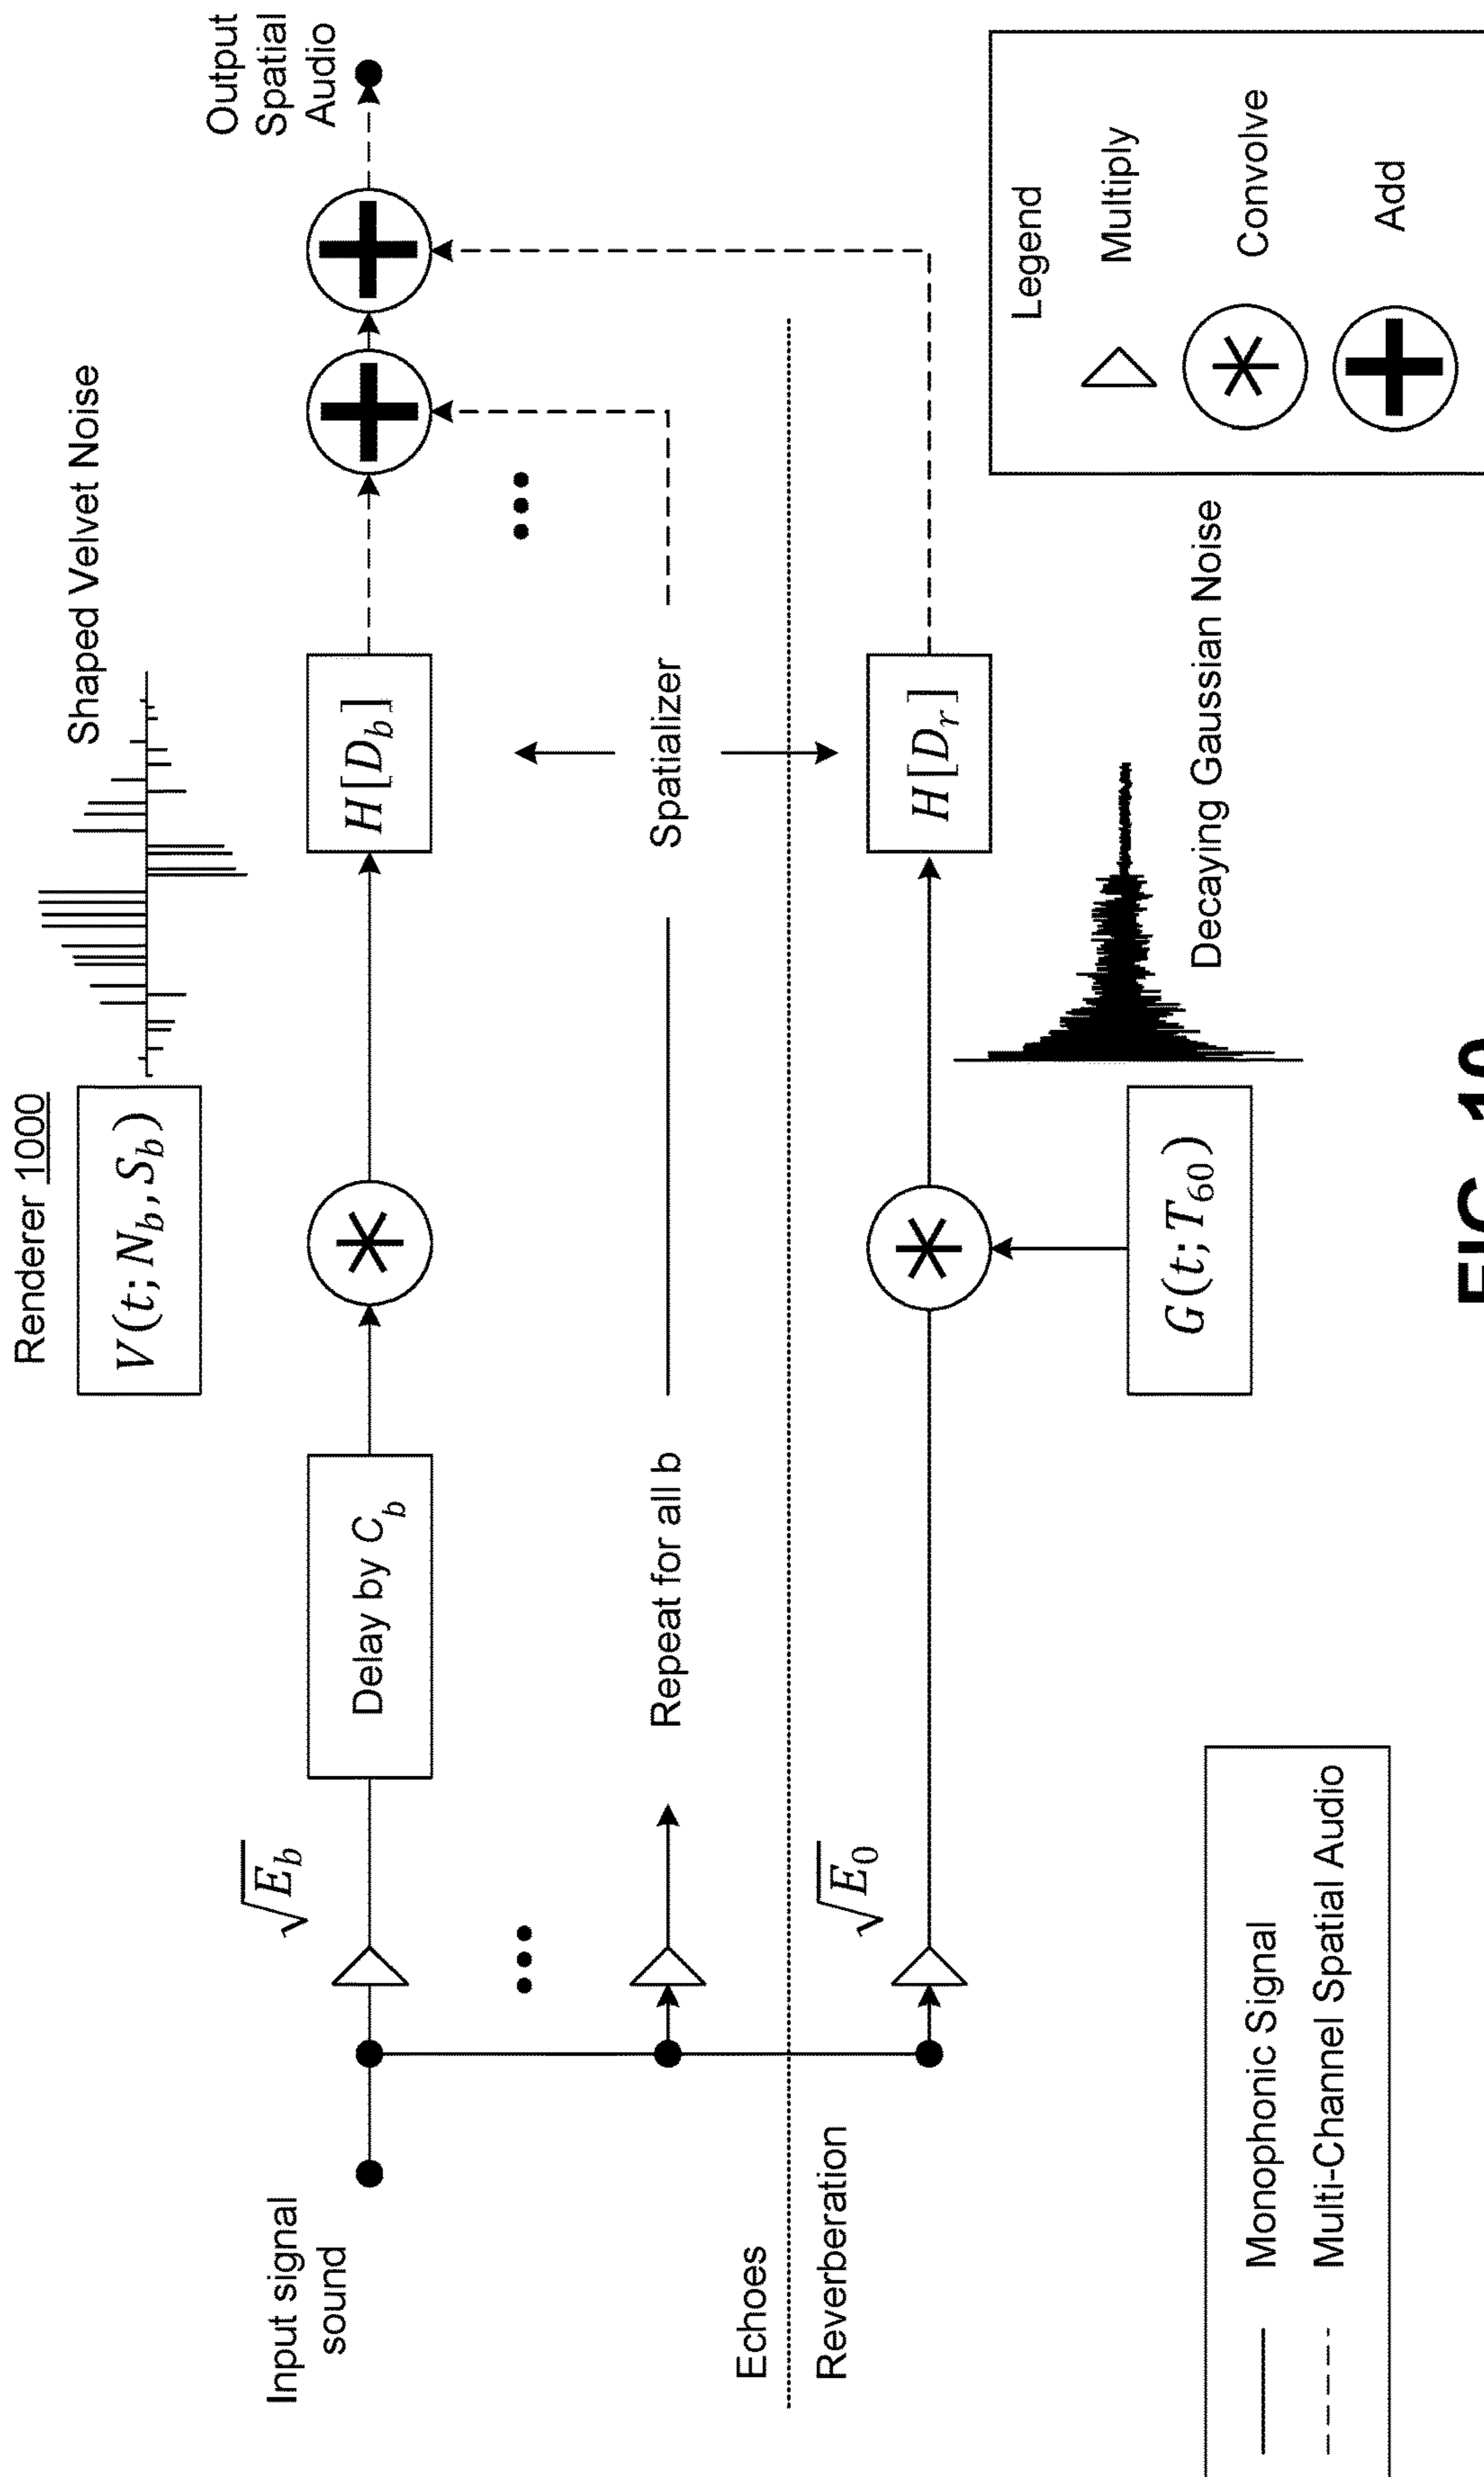 Renderer 1000
V(t; N_b, S_b)
Shaped Velvet Noise
Input signal
sound
√E_b
Delay by C_b
H[D_b]
Output
Spatial
Audio
Repeat for all b
Spatializer
Echoes
Reverberation
√E_0
H[D_r]
G(t; T_60)
Decaying Gaussian Noise
Monophonic Signal
Multi-Channel Spatial Audio
Legend
Multiply
Convolve
Add
FIG. 10